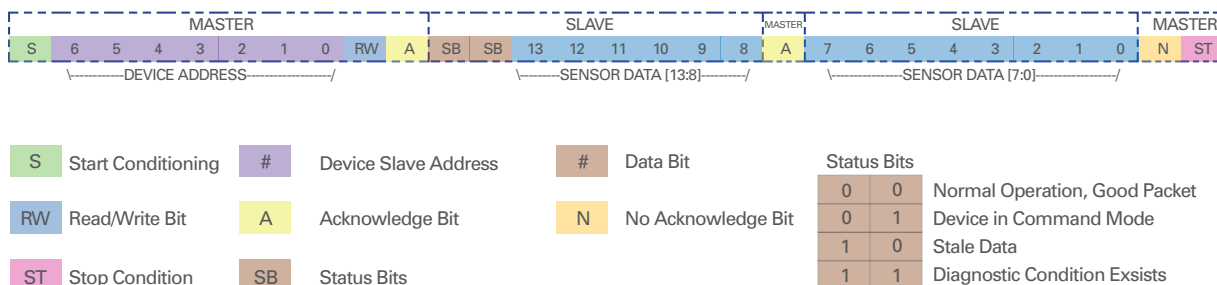 MASTER SLAVE MASTER SLAVE MASTER
S 6 5 4 3 2 1 0 RW A SB SB 13 12 11 10 9 8 A 7 6 5 4 3 2 1 0 N ST
\------------DEVICE ADDRESS------------/ \--------SENSOR DATA [13:8]--------/ \---------------SENSOR DATA [7:0]---------------/
S Start Conditioning # Device Slave Address # Data Bit Status Bits
0 0 Normal Operation, Good Packet
RW Read/Write Bit A Acknowledge Bit N No Acknowledge Bit 0 1 Device in Command Mode
1 0 Stale Data
ST Stop Condition SB Status Bits 1 1 Diagnostic Condition Exsists